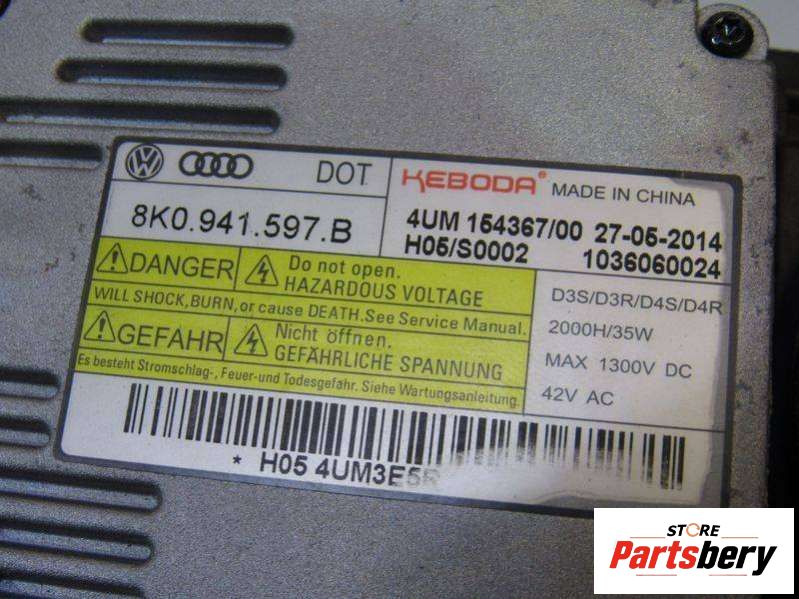 DOT KEBODA® MADE IN CHINA
8K0.941.597.B
4UM 154367/00 27-05-2014
H05/S0002 1036060024
DANGER Do not open.
HAZARDOUS VOLTAGE
WILL SHOCK,BURN,or cause DEATH.See Service Manual.
GEFAHR Nicht öffnen.
GEFÄHRLICHE SPANNUNG
Es besteht Stromschlag-, Feuer-und Todesgefahr. Siehe Wartungsanleitung.
D3S/D3R/D4S/D4R
2000H/35W
MAX 1300V DC
42V AC
* H05 4UM3E5R
STORE
Partsbery